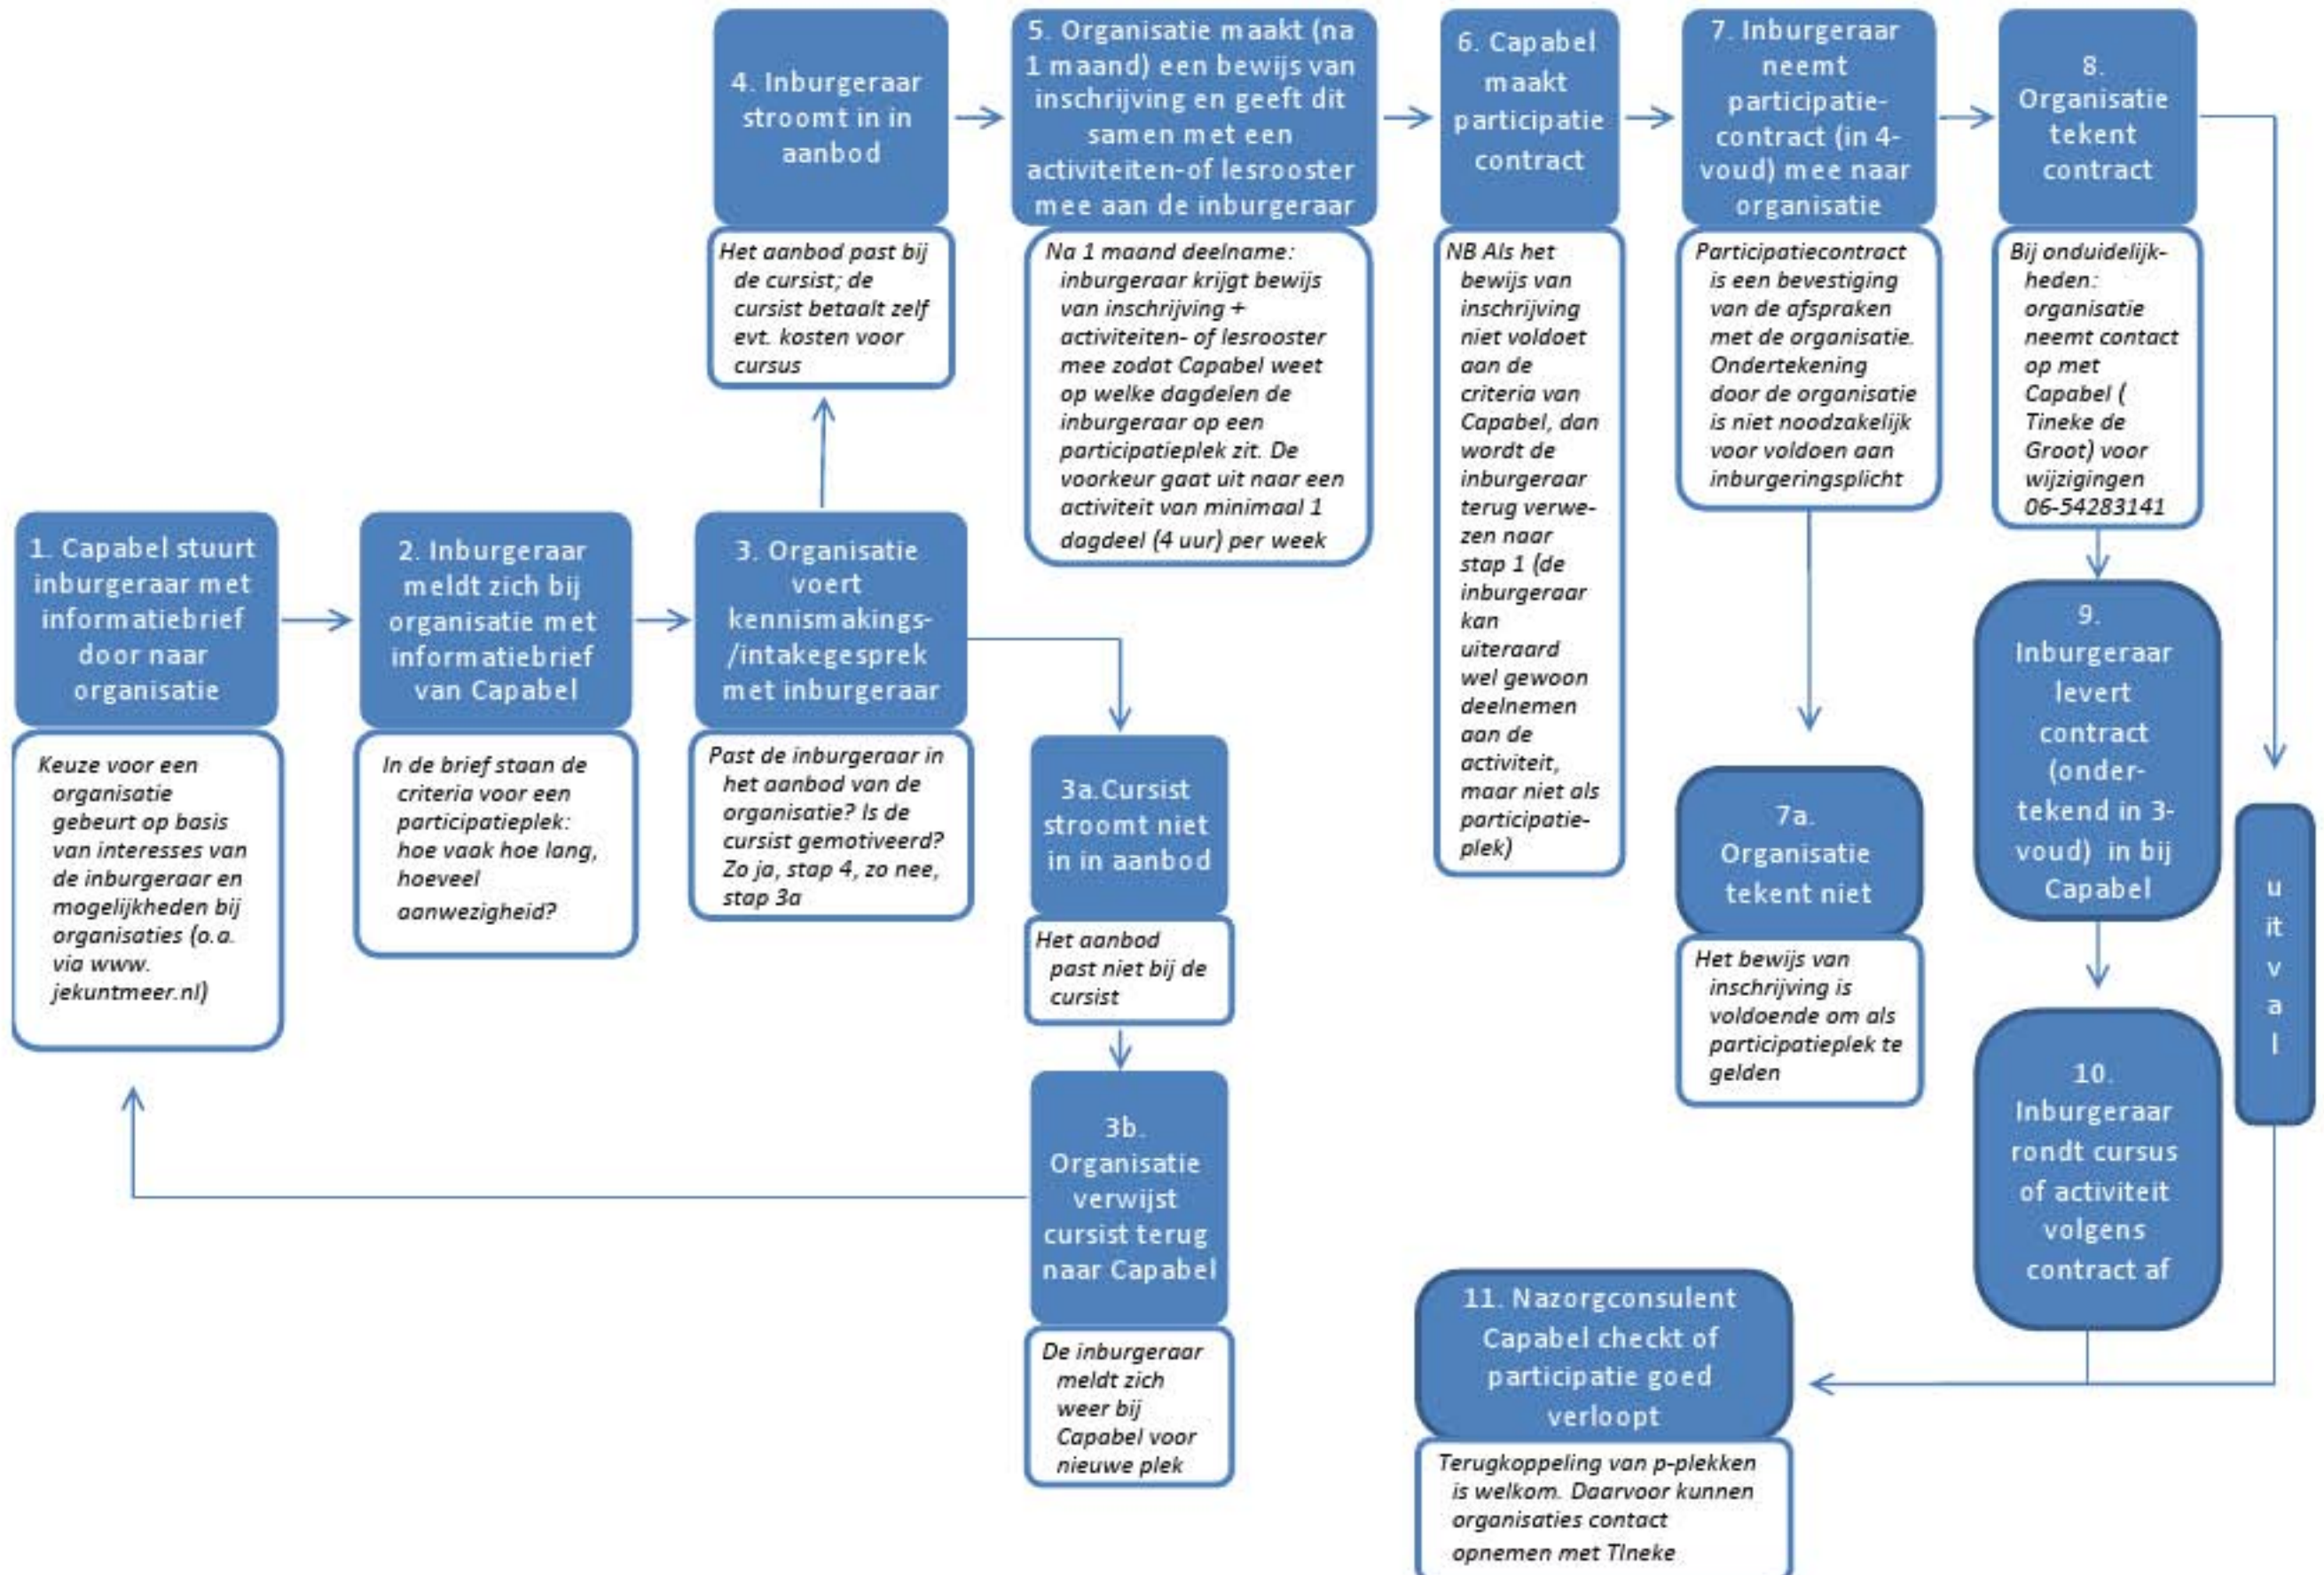 1. Capabel stuurt
inburgeraar met
informatiebrief
door naar
organisatie
Keuze voor een
organisatie
gebeurt op basis
van interesses van
de inburgeraar en
mogelijkheden bij
organisaties (o.a.
via www.
jekuntmeer.nl)
2. Inburgeraar
meldt zich bij
organisatie met
informatiebrief
van Capabel
In de brief staan de
criteria voor een
participatieplek:
hoe vaak hoe lang,
hoeveel
aanwezigheid?
3. Organisatie
voert
kennismakings-
/intakegesprek
met inburgeraar
Past de inburgeraar in
het aanbod van de
organisatie? Is de
cursist gemotiveerd?
Zo ja, stap 4, zo nee,
stap 3a
3a.Cursist
stroomt niet
in in aanbod
Het aanbod
past niet bij de
cursist
3b.
Organisatie
verwijst
cursist terug
naar Capabel
De inburgeraar
meldt zich
weer bij
Capabel voor
nieuwe plek
4. Inburgeraar
stroomt in in
aanbod
Het aanbod past bij
de cursist; de
cursist betaalt zelf
evt. kosten voor
cursus
5. Organisatie maakt (na
1 maand) een bewijs van
inschrijving en geeft dit
samen met een
activiteiten-of lesrooster
mee aan de inburgeraar
Na 1 maand deelname:
inburgeraar krijgt bewijs
van inschrijving +
activiteiten- of lesrooster
mee zodat Capabel weet
op welke dagdelen de
inburgeraar op een
participatieplek zit. De
voorkeur gaat uit naar een
activiteit van minimaal 1
dagdeel (4 uur) per week
6. Capabel
maakt
participatie
contract
NB Als het
bewijs van
inschrijving
niet voldoet
aan de
criteria van
Capabel, dan
wordt de
inburgeraar
terug verwe-
zen naar
stap 1 (de
inburgeraar
kan
uiteraard
wel gewoon
deelnemen
aan de
activiteit,
maar niet als
participatie-
plek)
7. Inburgeraar
neemt
participatie-
contract (in 4-
voud) mee naar
organisatie
Participatiecontract
is een bevestiging
van de afspraken
met de organisatie.
Ondertekening
door de organisatie
is niet noodzakelijk
voor voldoen aan
inburgeringsplicht
7a.
Organisatie
tekent niet
Het bewijs van
inschrijving is
voldoende om als
participatieplek te
gelden
8.
Organisatie
tekent
contract
Bij onduidelijk-
heden:
organisatie
neemt contact
op met
Capabel (
Tineke de
Groot) voor
wijzigingen
06-54283141
9.
Inburgeraar
levert
contract
(onder-
tekend in 3-
voud) in bij
Capabel
10.
Inburgeraar
rondt cursus
of activiteit
volgens
contract af
u
it
v
a
l
11. Nazorgconsulent
Capabel checkt of
participatie goed
verloopt
Terugkoppeling van p-plekken
is welkom. Daarvoor kunnen
organisaties contact
opnemen met TIneke